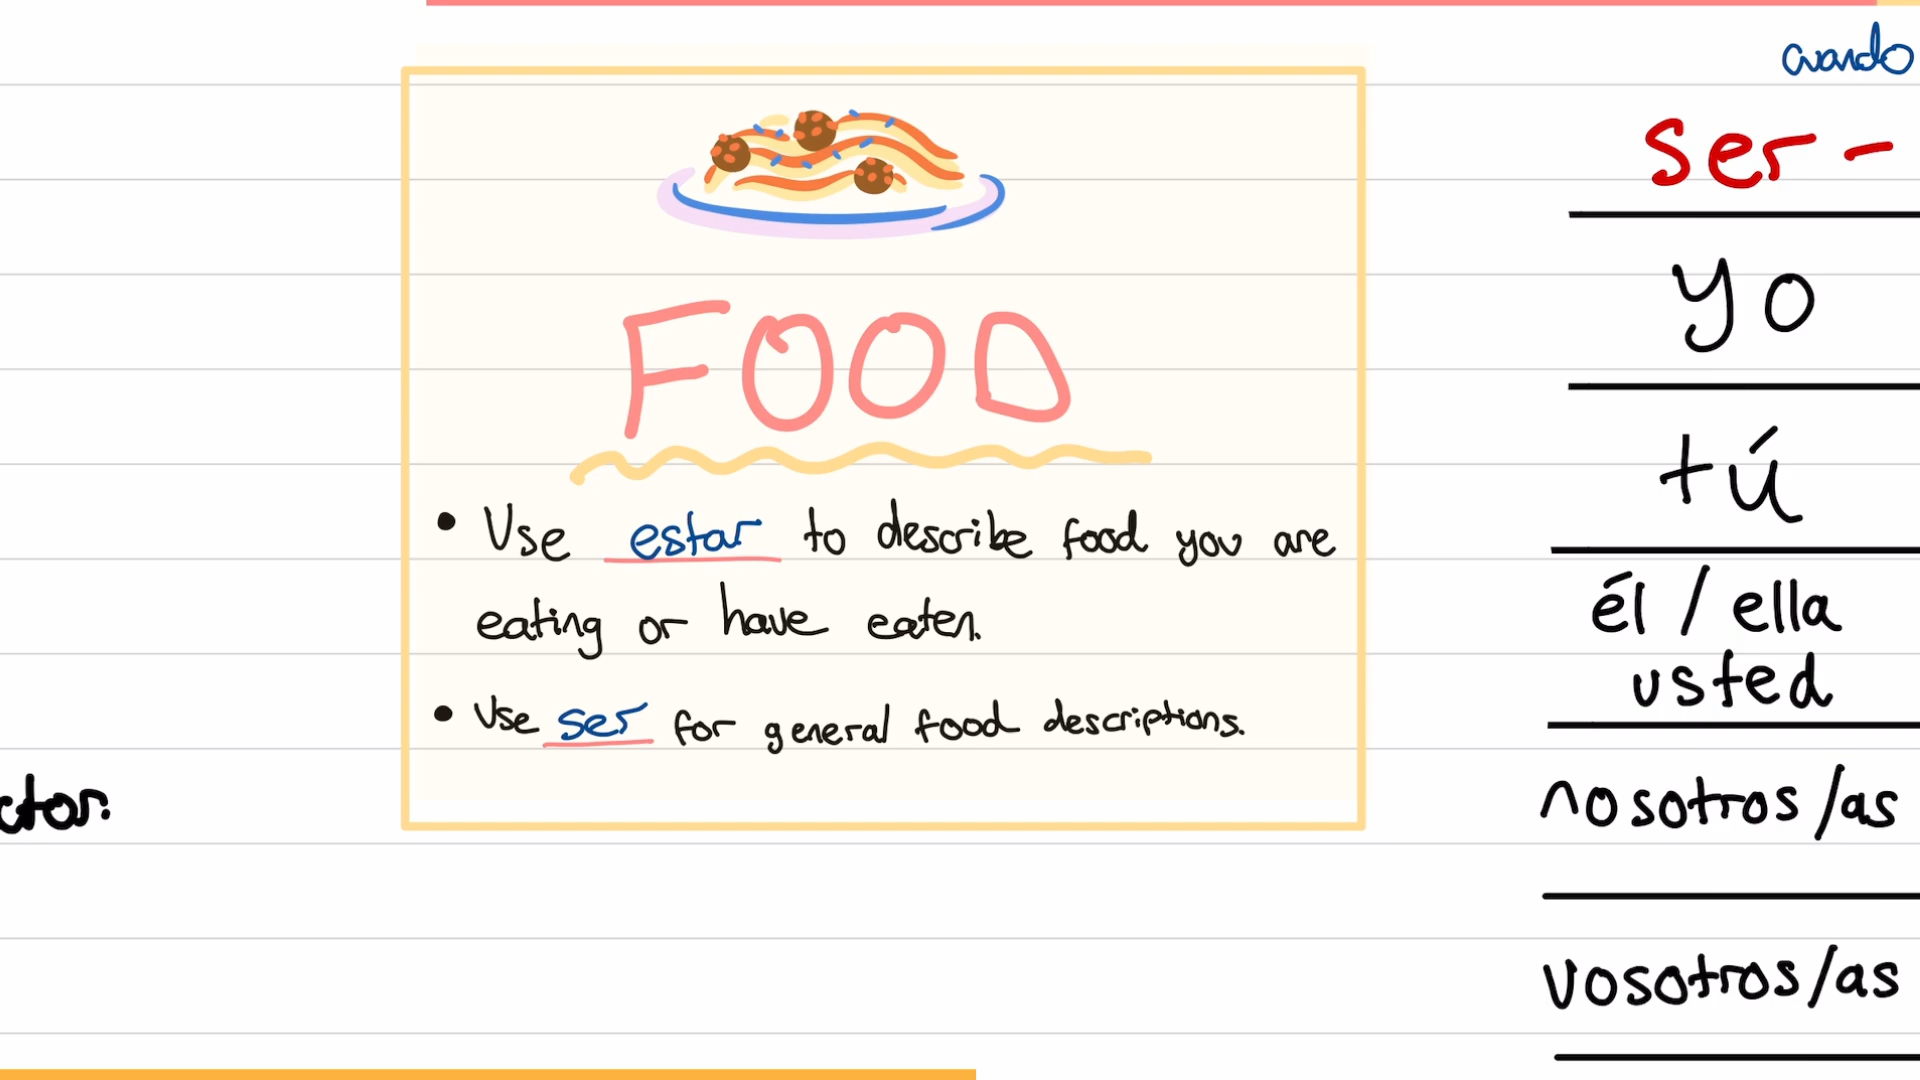 FOOD
• Use estar to describe food you are
eating or have eaten.
• Use ser for general food descriptions.
ctor.
cuando
ser -
yo
tú
él / ella
usted
nosotros/as
vosotros/as